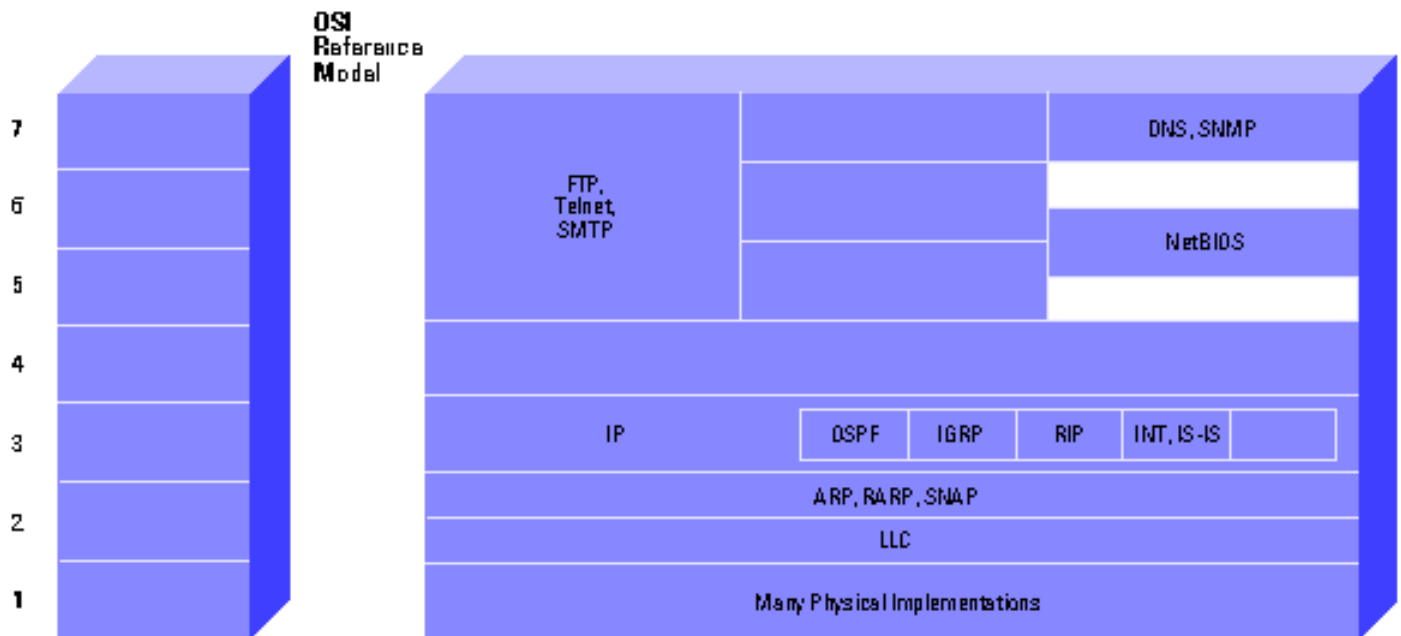 OSI
Reference
Model
7
6
5
4
3
2
1
FTP,
Telnet,
SMTP
DNS, SNMP
NetBIOS
IP
OSPF
IGRP
RIP
INT, IS-IS
ARP, RARP, SNAP
LLC
Many Physical Implementations